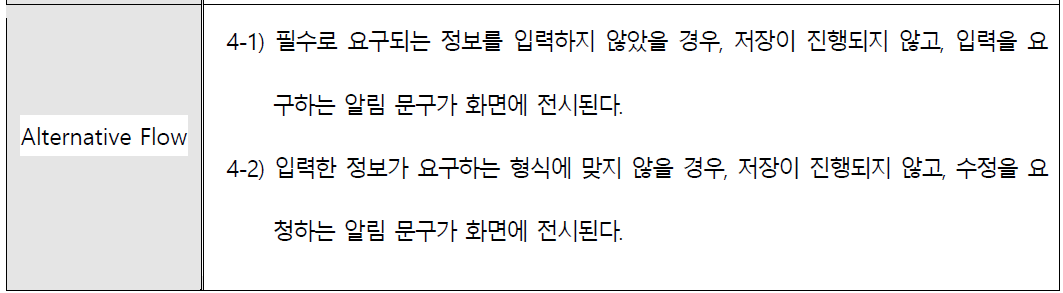 4-1) 필수로 요구되는 정보를 입력하지 않았을 경우, 저장이 진행되지 않고, 입력을 요
구하는 알림 문구가 화면에 전시된다.
Alternative Flow
4-2) 입력한 정보가 요구하는 형식에 맞지 않을 경우, 저장이 진행되지 않고, 수정을 요
청하는 알림 문구가 화면에 전시된다.